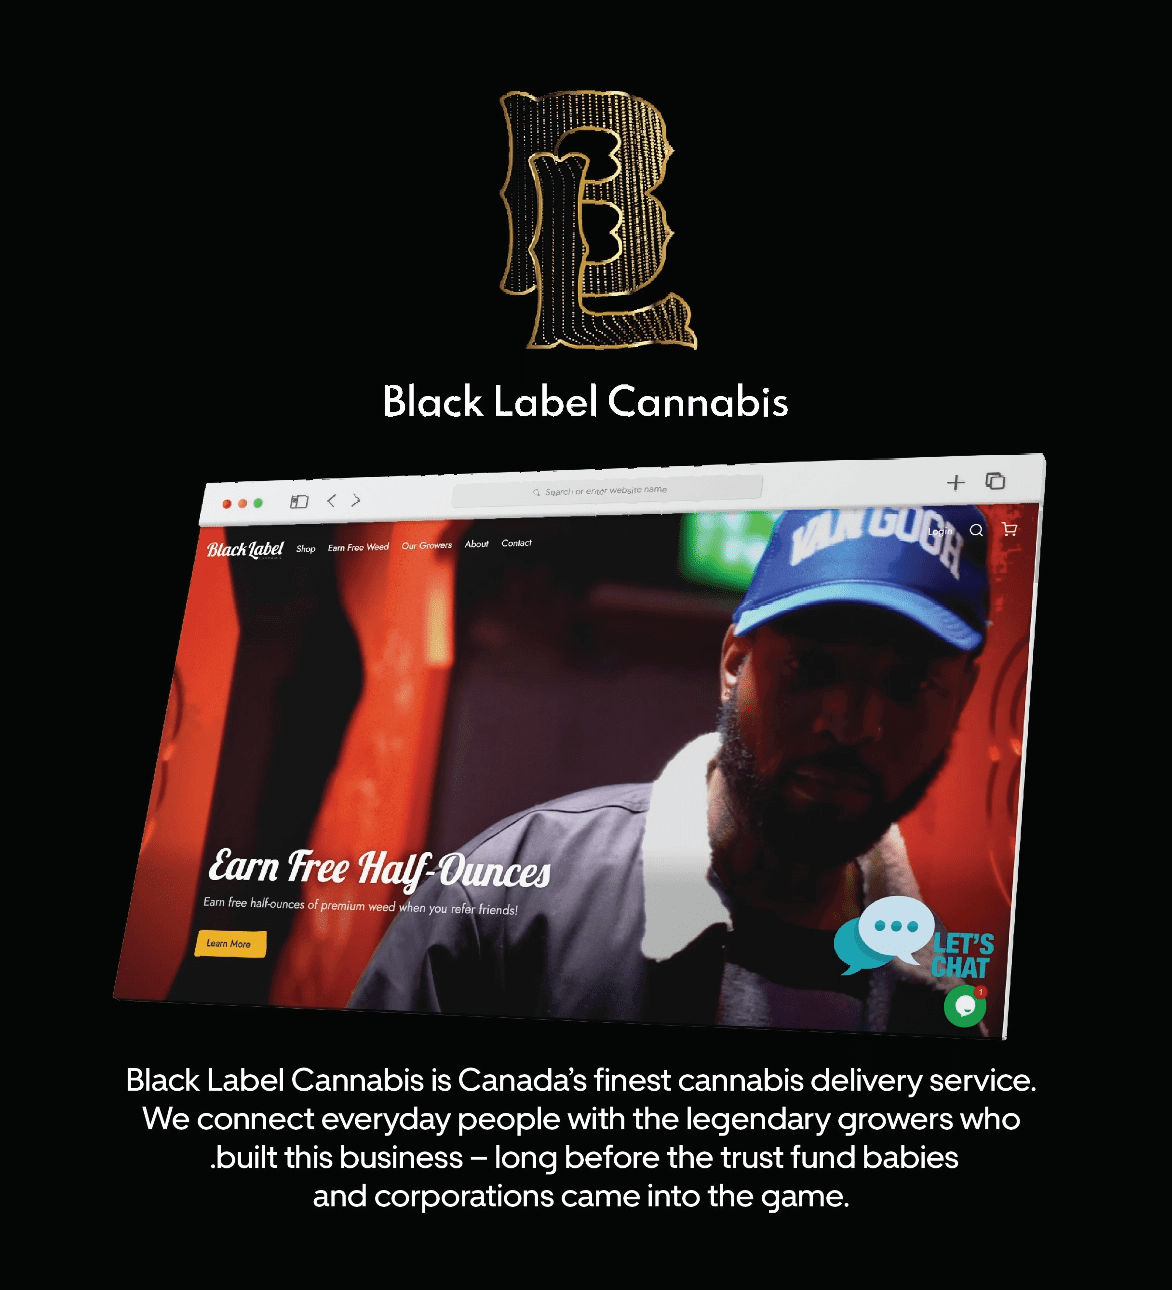 BL
Black Label Cannabis
Search or enter website name
Black Label Shop Earn Free Weed Our Growers About Contact Login
VAN GOGH
Earn Free Half-Ounces
Earn free half-ounces of premium weed when you refer friends!
Learn More
LET'S
CHAT
1
Black Label Cannabis is Canada's finest cannabis delivery service.
We connect everyday people with the legendary growers who
.built this business – long before the trust fund babies
and corporations came into the game.